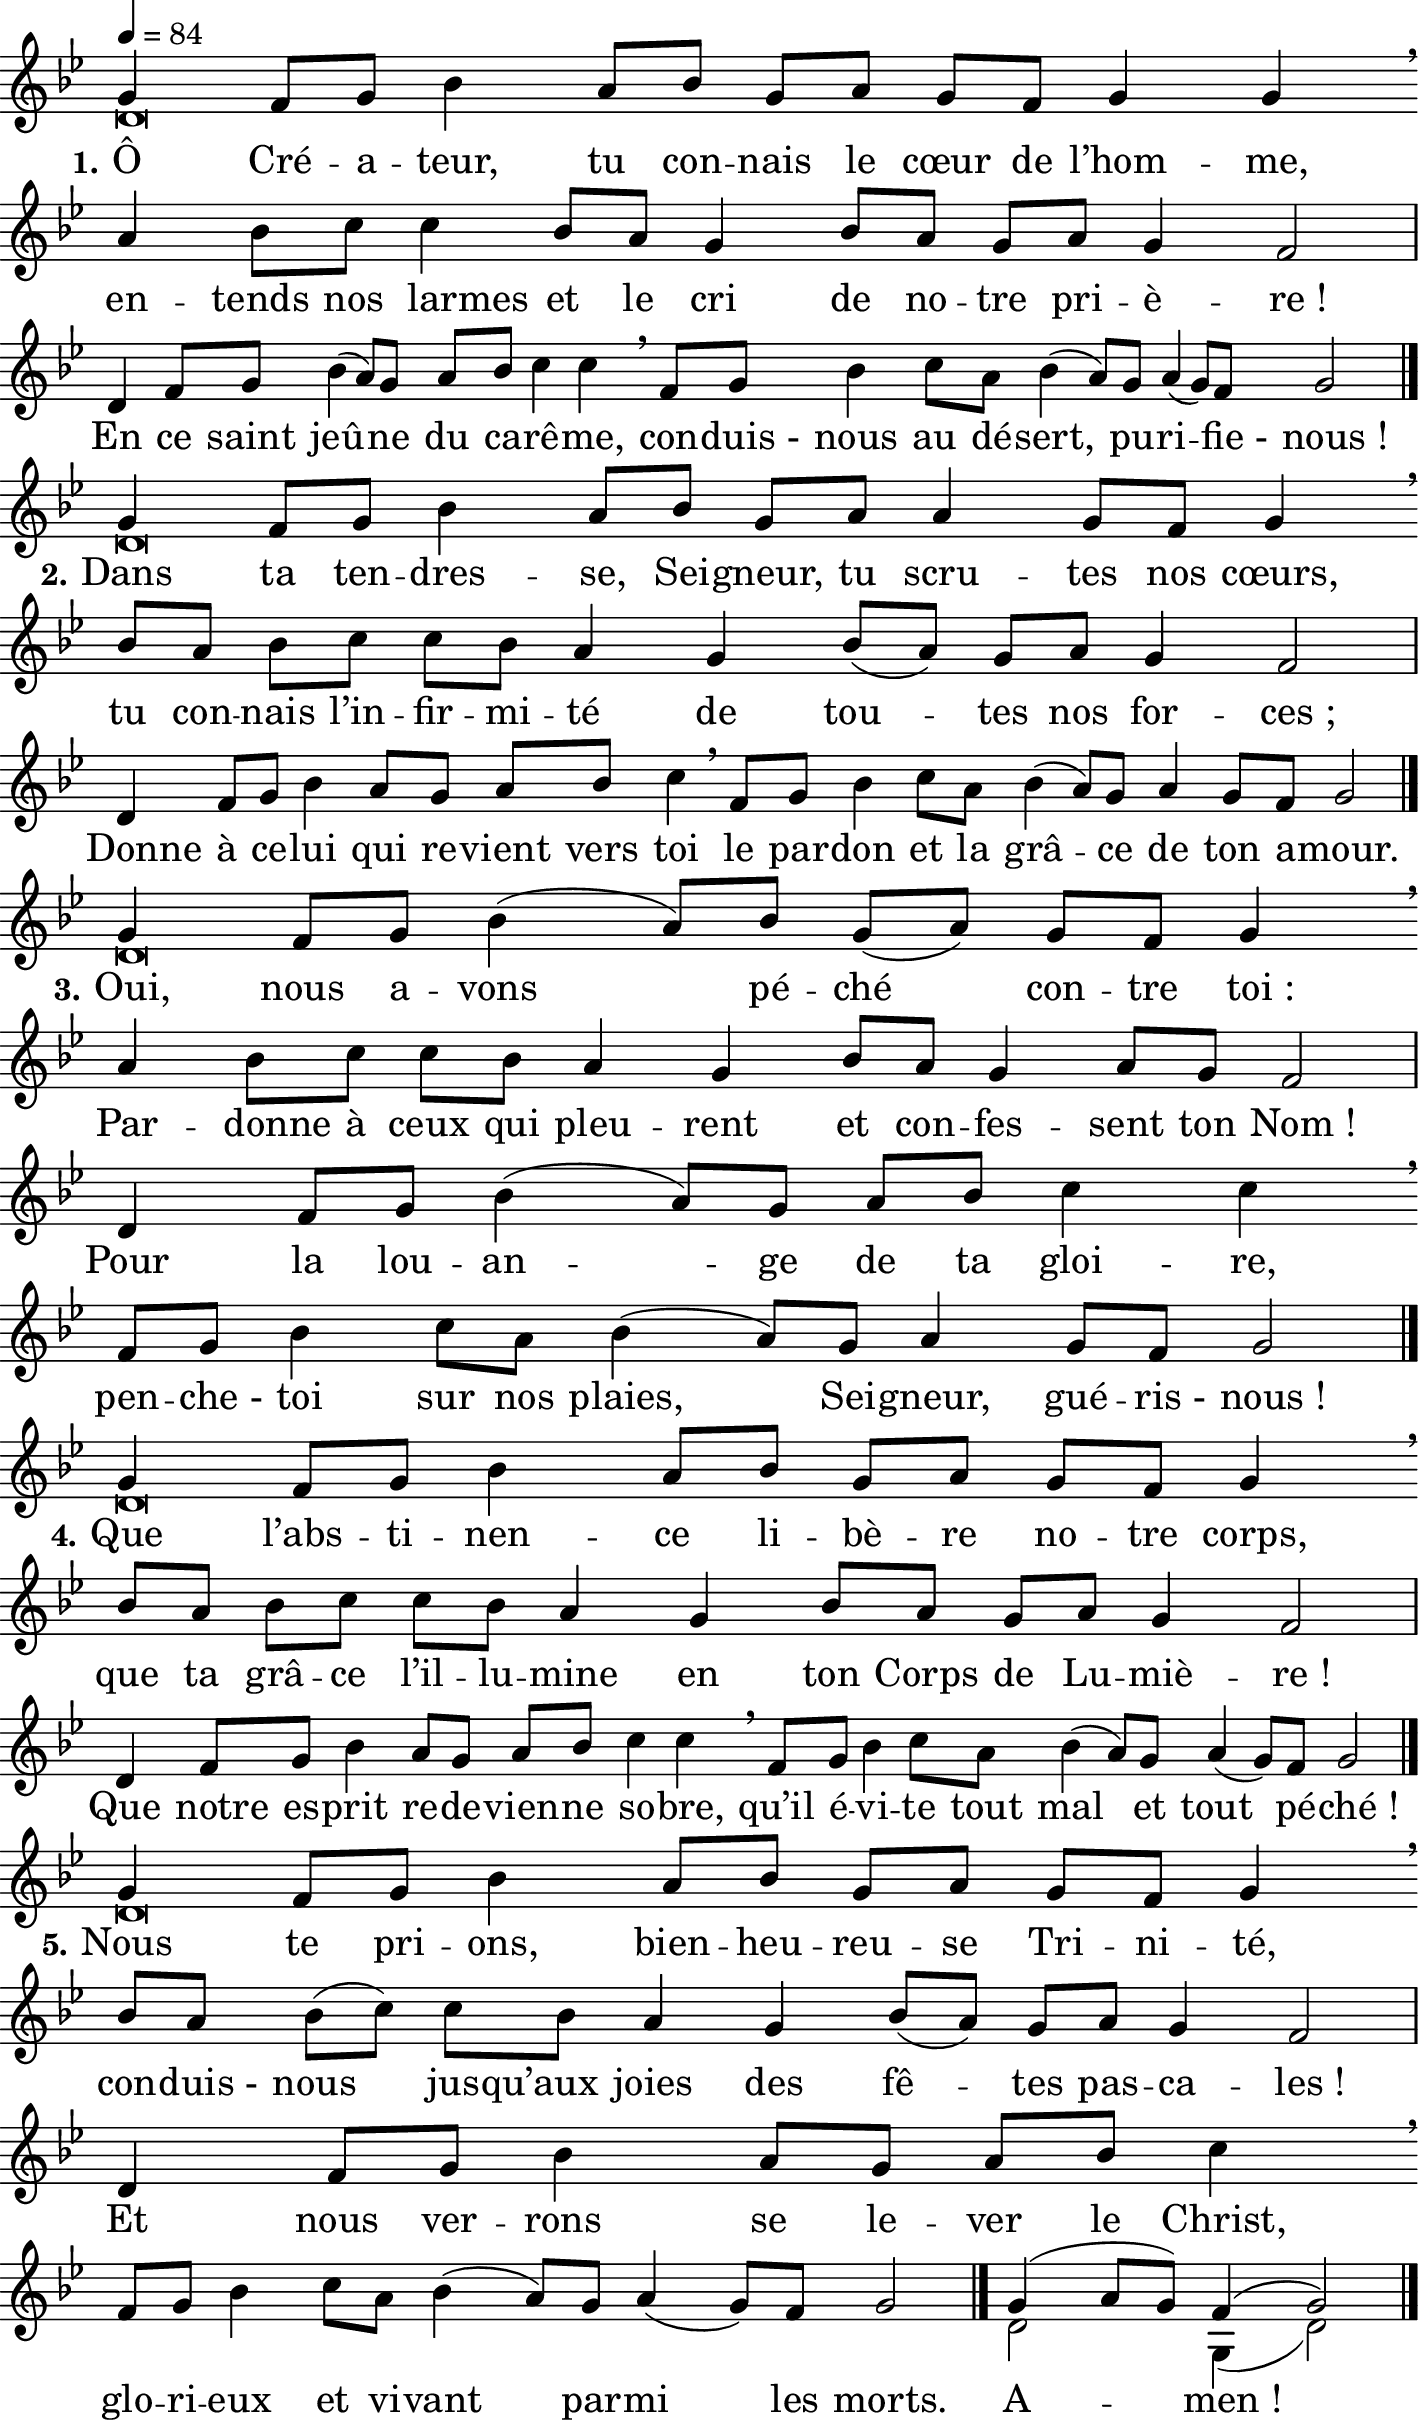 ♩ = 84
1. Ô Cré - a - teur, tu con - nais le cœur de l’hom - me,
en - tends nos larmes et le cri de no - tre pri - è - re !
En ce saint jeûne du carême, conduis - nous au désert, puri - fie - nous !
2. Dans ta ten - dres - se, Seigneur, tu scru - tes nos cœurs,
tu con - nais l’in - fir - mi - té de tou - tes nos for - ces ;
Donne à celui qui revient vers toi le pardon et la grâ - ce de ton amour.
3. Oui, nous a - vons pé - ché con - tre toi :
Par - donne à ceux qui pleu - rent et con - fes - sent ton Nom !
Pour la lou - an - ge de ta gloi - re,
pen - che - toi sur nos plaies, Seigneur, gué - ris - nous !
4. Que l’abs - ti - nen - ce li - bè - re no - tre corps,
que ta grâ - ce l’il - lu - mine en ton Corps de Lu - miè - re !
Que notre esprit redevienne sobre, qu’il é - vi - te tout mal et tout péché !
5. Nous te pri - ons, bien - heu - reu - se Tri - ni - té,
conduis - nous jusqu’aux joies des fê - tes pas - ca - les !
Et nous ver - rons se le - ver le Christ,
glo - ri - eux et vivant parmi les morts. A - men !